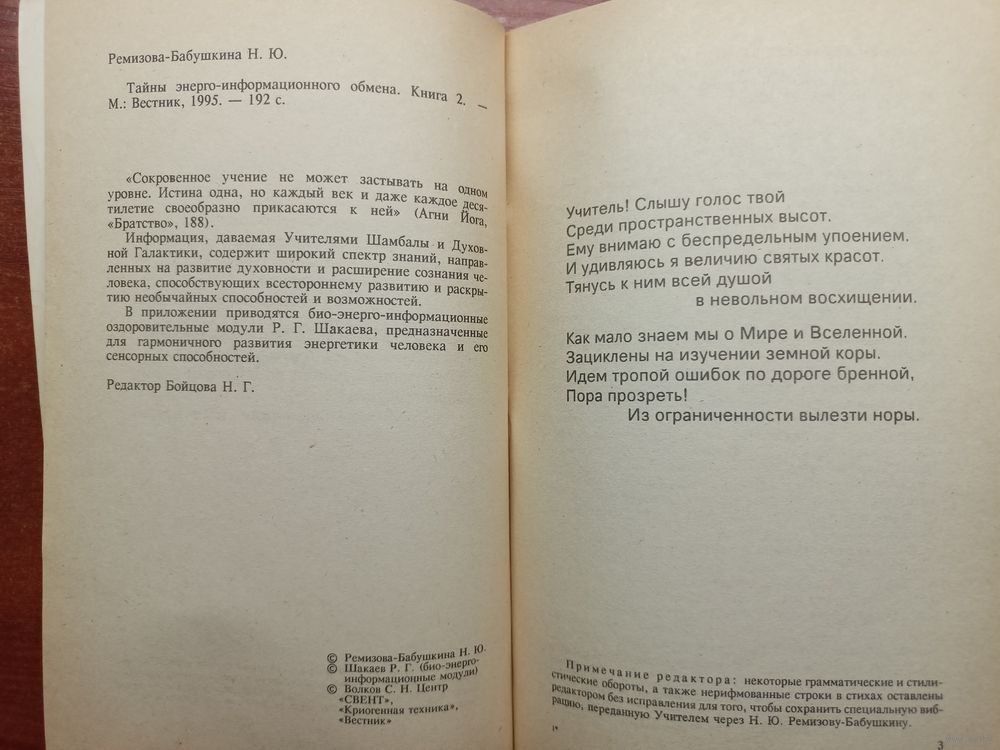 Ремизова-Бабушкина Н. Ю.
Тайны энерго-информационного обмена. Книга 2. —
М.: Вестник, 1995. — 192 с.
«Сокровенное учение не может застывать на одном
уровне. Истина одна, но каждый век и даже каждое деся-
тилетие своеобразно прикасаются к ней» (Агни Йога,
«Братство», 188).
Информация, даваемая Учителями Шамбалы и Духов-
ной Галактики, содержит широкий спектр знаний, направ-
ленных на развитие духовности и расширение сознания че-
ловека, способствующих всестороннему развитию и раскры-
тию необычайных способностей и возможностей.
В приложении приводятся био-энерго-информационные
оздоровительные модули Р. Г. Шакаева, предназначенные
для гармоничного развития энергетики человека и его
сенсорных способностей.
Редактор Бойцова Н. Г.
© Ремизова-Бабушкина Н. Ю.
© Шакаев Р. Г. (био-энерго-
информационные модули)
© Волков С. Н. Центр
«СВЕНТ»,
«Криогенная техника»,
«Вестник»
Учитель! Слышу голос твой
Среди пространственных высот.
Ему внимаю с беспредельным упоением.
И удивляюсь я величию святых красот.
Тянусь к ним всей душой
в невольном восхищении.
Как мало знаем мы о Мире и Вселенной.
Зациклены на изучении земной коры.
Идем тропой ошибок по дороге бренной,
Пора прозреть!
Из ограниченности вылезти норы.
Примечание редактора: некоторые грамматические и стили-
стические обороты, а также нерифмованные строки в стихах оставлены
редактором без исправления для того, чтобы сохранить специальную виб-
рацию, переданную Учителем через Н. Ю. Ремизову-Бабушкину.
1*
3